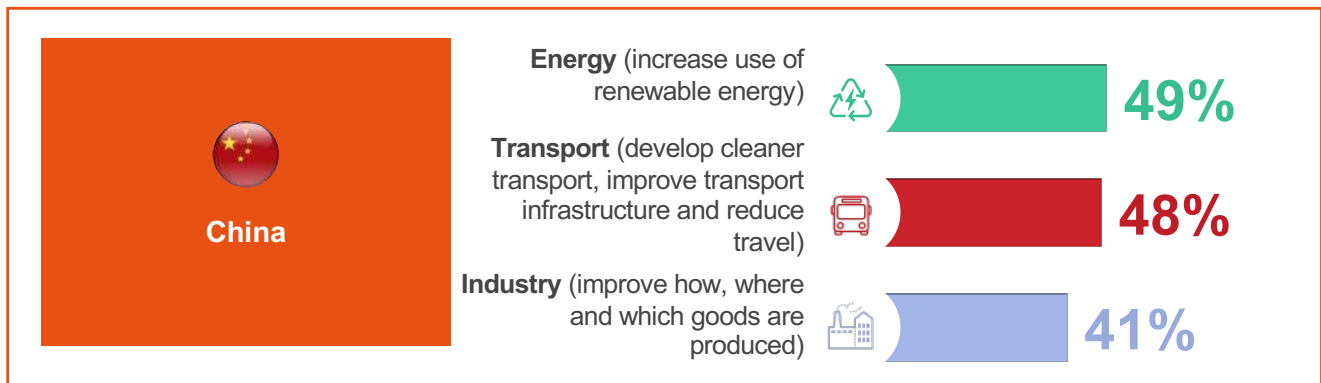 China
Energy (increase use of
renewable energy)
49%
Transport (develop cleaner
transport, improve transport
infrastructure and reduce
travel)
48%
Industry (improve how, where
and which goods are
produced)
41%